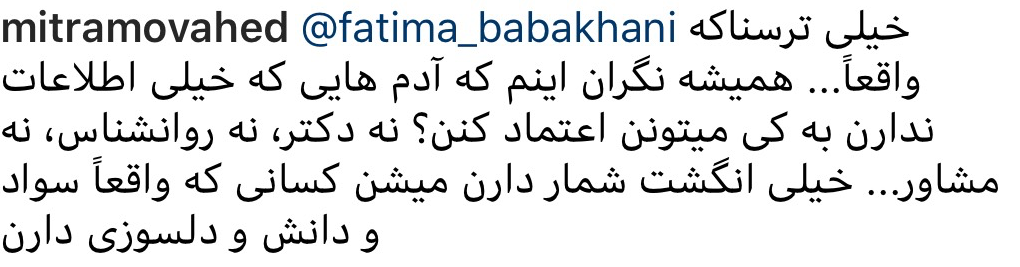 mitramovahed @fatima_babakhani خیلی ترسناکه
واقعاً... همیشه نگران اینم که آدم هایی که خیلی اطلاعات
ندارن به کی میتونن اعتماد کنن؟ نه دکتر، نه روانشناس، نه
مشاور... خیلی انگشت شمار دارن میشن کسانی که واقعاً سواد
و دانش و دلسوزی دارن